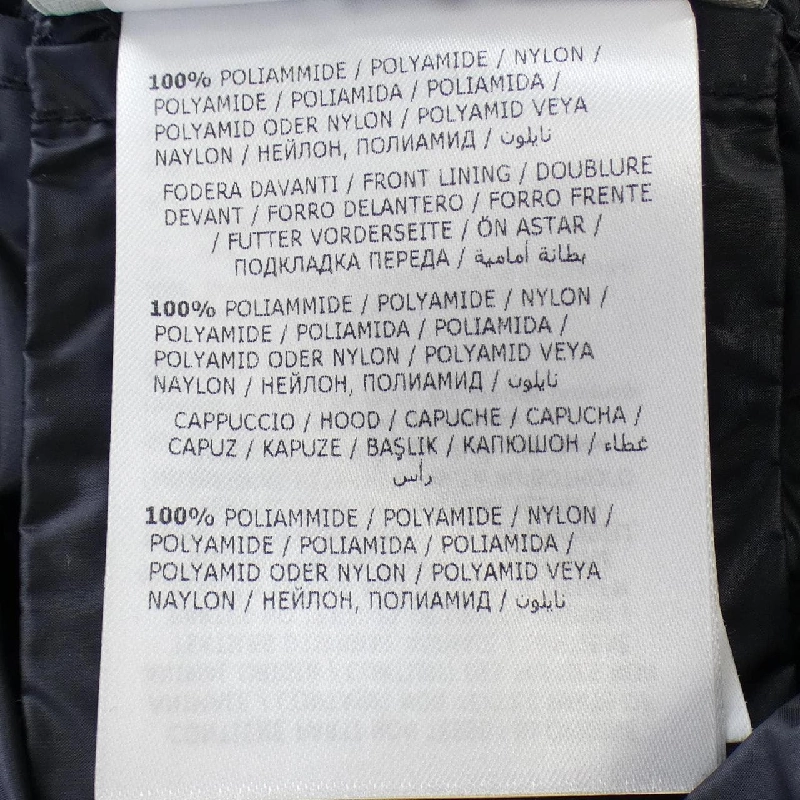 100% POLIAMMIDE / POLYAMIDE / NYLON /
POLYAMIDE / POLIAMIDA / POLIAMIDA /
POLYAMID ODER NYLON / POLYAMID VEYA
NAYLON / НЕЙЛОН, ПОЛИАМИД / نايلون
FODERA DAVANTI / FRONT LINING / DOUBLURE
DEVANT / FORRO DELANTERO / FORRO FRENTE
/ FUTTER VORDERSEITE / ÖN ASTAR /
ПОДКЛАДКА ПЕРЕДА / بطانة أمامية
100% POLIAMMIDE / POLYAMIDE / NYLON /
POLYAMIDE / POLIAMIDA / POLIAMIDA /
POLYAMID ODER NYLON / POLYAMID VEYA
NAYLON / НЕЙЛОН, ПОЛИАМИД / نايلون
CAPPUCCIO / HOOD / CAPUCHE / CAPUCHA /
CAPUZ / KAPUZE / BAŞLIK / КАПЮШОН / غطاء
رأس
100% POLIAMMIDE / POLYAMIDE / NYLON /
POLYAMIDE / POLIAMIDA / POLIAMIDA /
POLYAMID ODER NYLON / POLYAMID VEYA
NAYLON / НЕЙЛОН, ПОЛИАМИД / نايلون